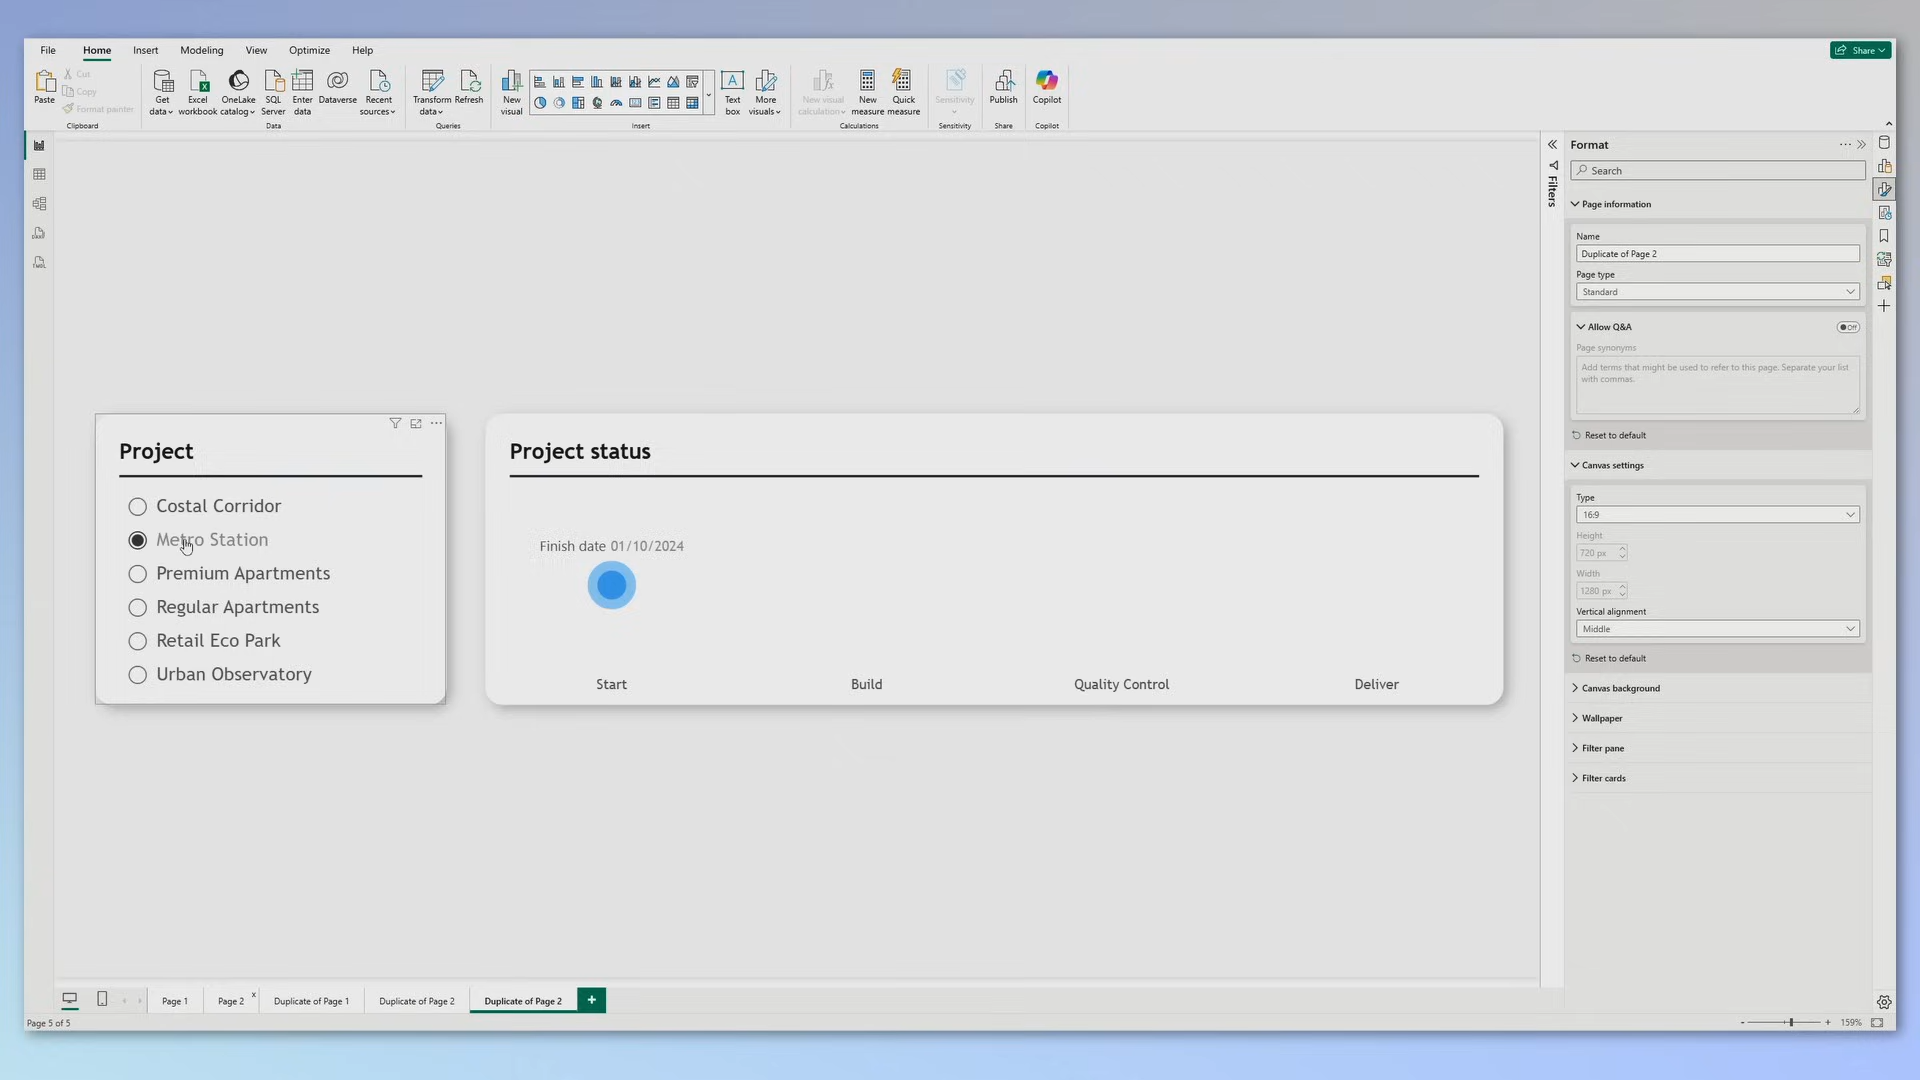 File Home Insert Modeling View Optimize Help Share
Paste Cut Copy Format painter
Clipboard
Get data Excel workbook OneLake catalog SQL Server Enter data Dataverse Recent sources
Data
Transform data Refresh
Queries
New visual Text box More visuals
Insert
New visual calculation New measure Quick measure
Calculations
Sensitivity
Sensitivity
Publish
Share
Copilot
Copilot
Filters
Project
Costal Corridor
Metro Station
Premium Apartments
Regular Apartments
Retail Eco Park
Urban Observatory
Project status
Finish date 01/10/2024
Start Build Quality Control Deliver
Format
Search
Page information
Name
Duplicate of Page 2
Page type
Standard
Allow Q&A Off
Page synonyms
Add terms that might be used to refer to this page. Separate your list
with commas.
Reset to default
Canvas settings
Type
16:9
Height
720 px
Width
1280 px
Vertical alignment
Middle
Reset to default
Canvas background
Wallpaper
Filter pane
Filter cards
Page 1 Page 2 Duplicate of Page 1 Duplicate of Page 2 Duplicate of Page 2
Page 5 of 5 159%